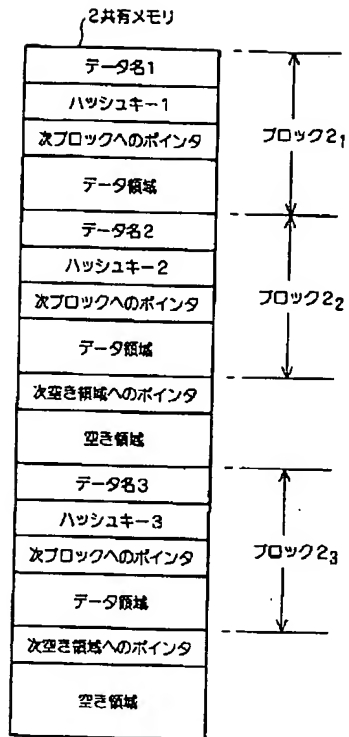 2共有メモリ
データ名1
ハッシュキー1
次ブロックへのポインタ
データ領域
ブロック2₁
データ名2
ハッシュキー2
次ブロックへのポインタ
データ領域
ブロック2₂
次空き領域へのポインタ
空き領域
データ名3
ハッシュキー3
次ブロックへのポインタ
データ領域
ブロック2₃
次空き領域へのポインタ
空き領域